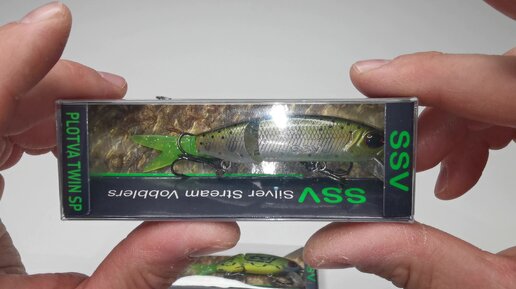 PLOTVA TWIN SP
SSV
SSV Silver Stream Vobblers